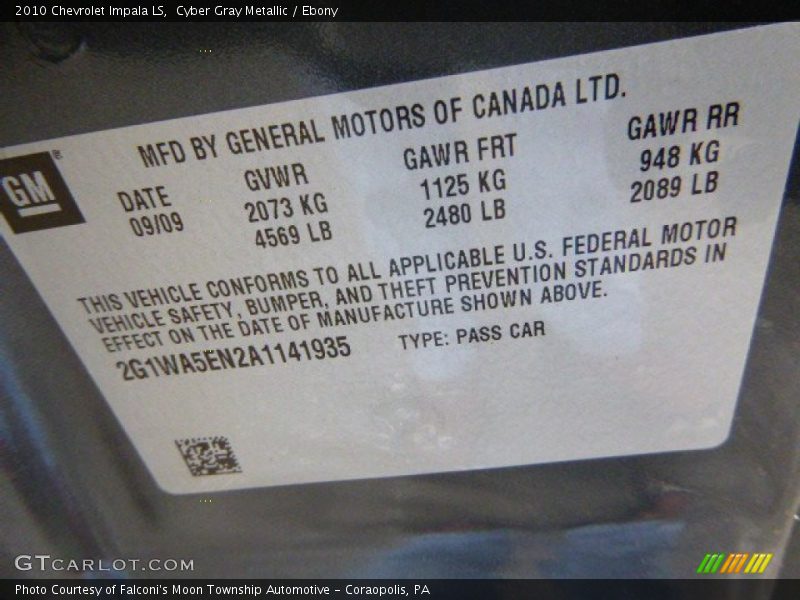 2010 Chevrolet Impala LS,  Cyber Gray Metallic / Ebony
MFD BY GENERAL MOTORS OF CANADA LTD.
GM®
DATE GVWR GAWR FRT GAWR RR
09/09 2073 KG 1125 KG 948 KG
4569 LB 2480 LB 2089 LB
THIS VEHICLE CONFORMS TO ALL APPLICABLE U.S. FEDERAL MOTOR
VEHICLE SAFETY, BUMPER, AND THEFT PREVENTION STANDARDS IN
EFFECT ON THE DATE OF MANUFACTURE SHOWN ABOVE.
2G1WA5EN2A1141935 TYPE: PASS CAR
GTCARLOT.COM
Photo Courtesy of Falconi's Moon Township Automotive - Coraopolis, PA